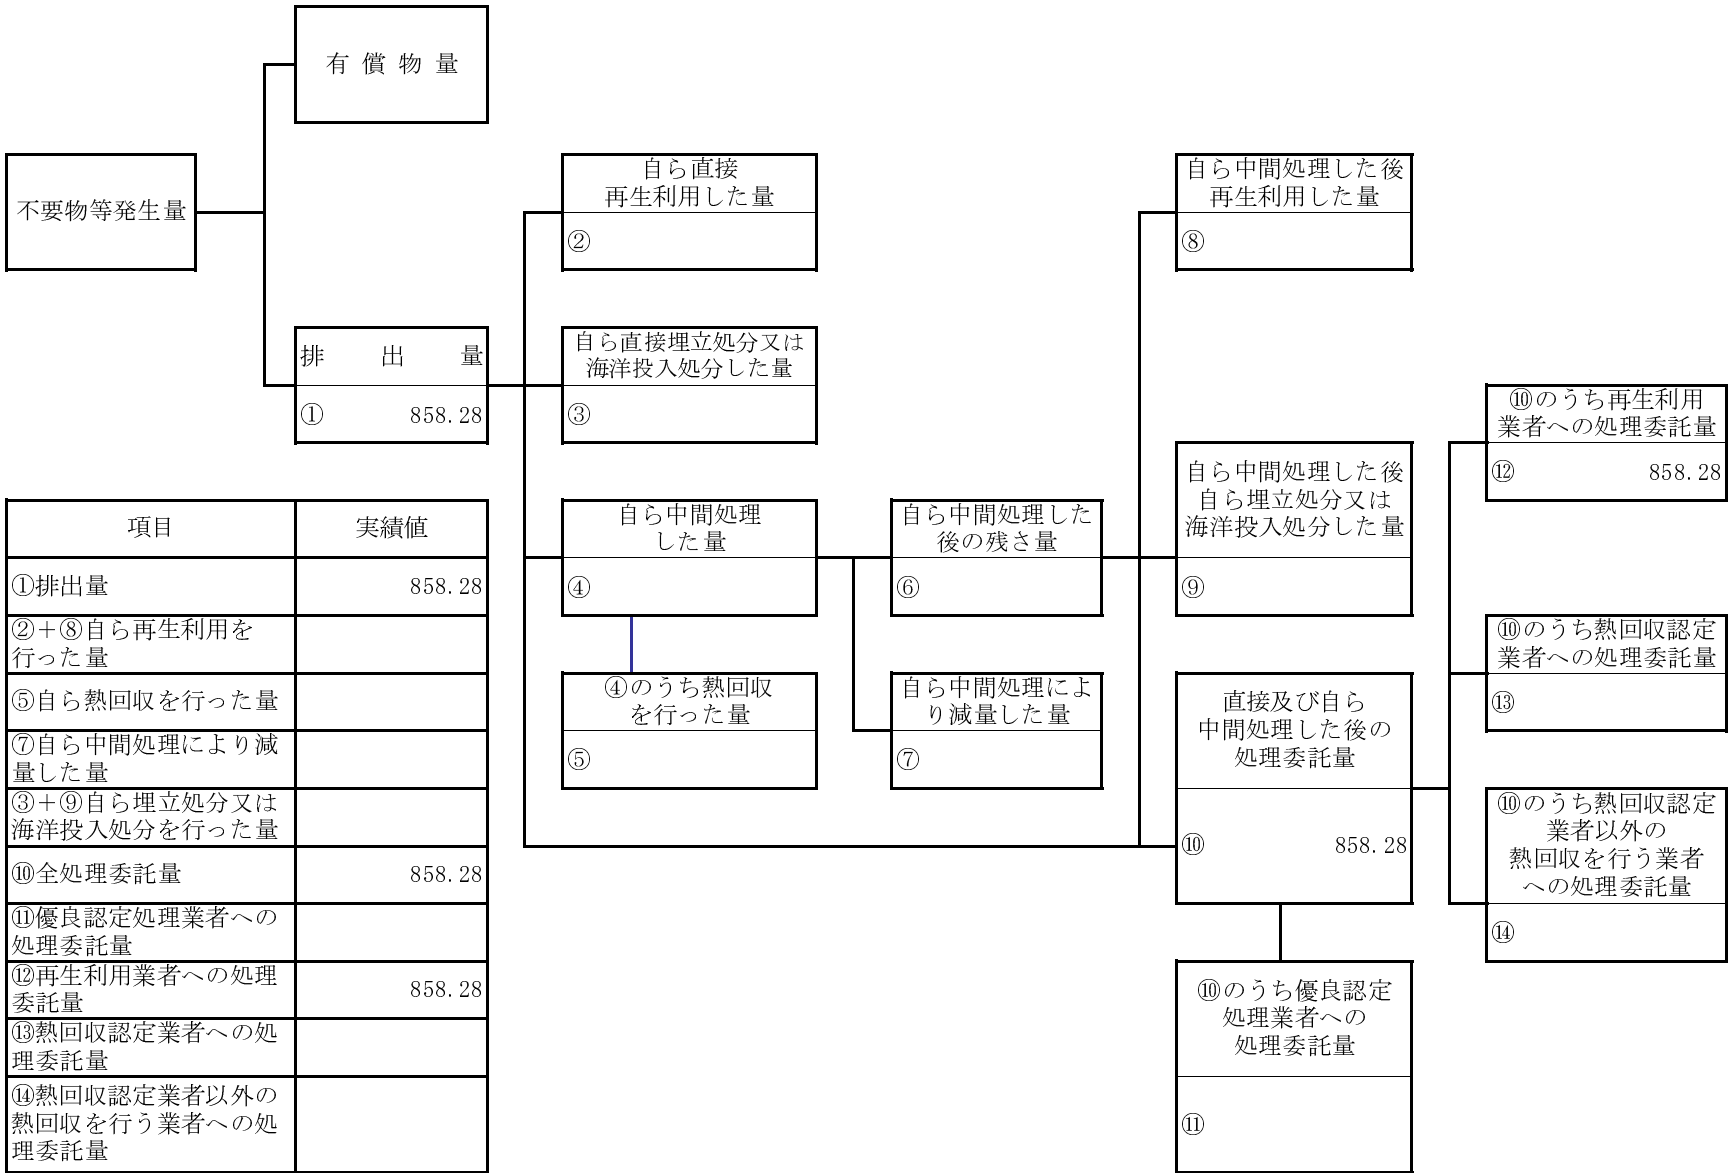 有償物量
不要物等発生量
排出量
① 858.28
自ら直接
再生利用した量
②
自ら直接埋立処分又は
海洋投入処分した量
③
自ら中間処理
した量
④
④のうち熱回収
を行った量
⑤
自ら中間処理した
後の残さ量
⑥
自ら中間処理によ
り減量した量
⑦
自ら中間処理した後
再生利用した量
⑧
自ら中間処理した後
自ら埋立処分又は
海洋投入処分した量
⑨
直接及び自ら
中間処理した後の
処理委託量
⑩ 858.28
⑩のうち優良認定
処理業者への
処理委託量
⑪
⑩のうち再生利用
業者への処理委託量
⑫ 858.28
⑩のうち熱回収認定
業者への処理委託量
⑬
⑩のうち熱回収認定
業者以外の
熱回収を行う業者
への処理委託量
⑭
項目 実績値
①排出量 858.28
②＋⑧自ら再生利用を
行った量
⑤自ら熱回収を行った量
⑦自ら中間処理により減
量した量
③＋⑨自ら埋立処分又は
海洋投入処分を行った量
⑩全処理委託量 858.28
⑪優良認定処理業者への
処理委託量
⑫再生利用業者への処理
委託量 858.28
⑬熱回収認定業者への処
理委託量
⑭熱回収認定業者以外の
熱回収を行う業者への処
理委託量